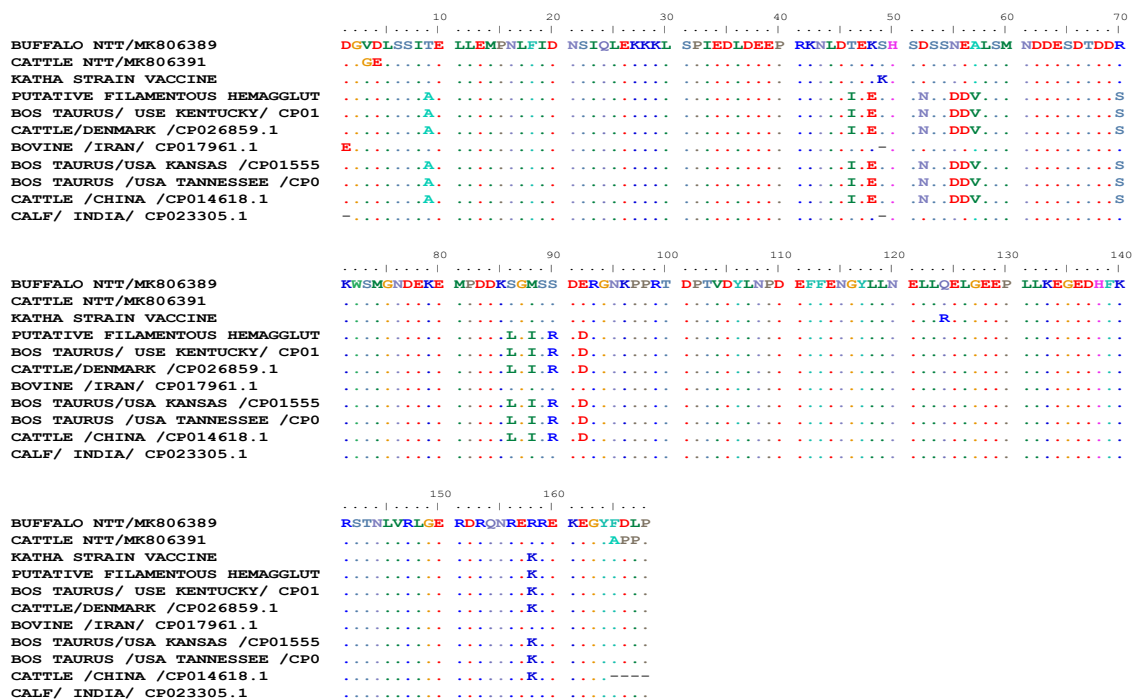 10 20 30 40 50 60 70
BUFFALO NTT/MK806389 DGVDLSSITE LLEMPNLFID NSIQLEKKKL SPIEDLDEEP RKNLDTEKSH SDSSNEALSM NDDESDTDDR
CATTLE NTT/MK806391 ..GE...... .......... .......... .......... .......... .......... ..........
KATHA STRAIN VACCINE .......... .......... .......... .......... ........K. .......... ..........
PUTATIVE FILAMENTOUS HEMAGGLUT ........A. .......... .......... .......... .....I.E.. .N..DDV... .........S
BOS TAURUS/ USE KENTUCKY/ CP01 ........A. .......... .......... .......... .....I.E.. .N..DDV... .........S
CATTLE/DENMARK /CP026859.1 ........A. .......... .......... .......... .....I.E.. .N..DDV... .........S
BOVINE /IRAN/ CP017961.1 E......... .......... .......... .......... ........-. .......... ..........
BOS TAURUS/USA KANSAS /CP01555 ........A. .......... .......... .......... .....I.E.. .N..DDV... .........S
BOS TAURUS /USA TANNESSEE /CP0 ........A. .......... .......... .......... .....I.E.. .N..DDV... .........S
CATTLE /CHINA /CP014618.1 ........A. .......... .......... .......... .....I.E.. .N..DDV... .........S
CALF/ INDIA/ CP023305.1 -......... .......... .......... .......... ........-. .......... ..........
80 90 100 110 120 130 140
BUFFALO NTT/MK806389 KWSMGNDEKE MPDDKSGMSS DERGNKPPRT DPTVDYLNPD EFFENGYLLN ELLQELGEEP LLKEGEDHFK
CATTLE NTT/MK806391 .......... .......... .......... .......... .......... .......... ..........
KATHA STRAIN VACCINE .......... .......... .......... .......... .......... ...R...... ..........
PUTATIVE FILAMENTOUS HEMAGGLUT .......... .....L.I.R .D........ .......... .......... .......... ..........
BOS TAURUS/ USE KENTUCKY/ CP01 .......... .....L.I.R .D........ .......... .......... .......... ..........
CATTLE/DENMARK /CP026859.1 .......... .....L.I.R .D........ .......... .......... .......... ..........
BOVINE /IRAN/ CP017961.1 .......... .......... .......... .......... .......... .......... ..........
BOS TAURUS/USA KANSAS /CP01555 .......... .....L.I.R .D........ .......... .......... .......... ..........
BOS TAURUS /USA TANNESSEE /CP0 .......... .....L.I.R .D........ .......... .......... .......... ..........
CATTLE /CHINA /CP014618.1 .......... .....L.I.R .D........ .......... .......... .......... ..........
CALF/ INDIA/ CP023305.1 .......... .......... .......... .......... .......... .......... ..........
150 160
BUFFALO NTT/MK806389 RSTNLVRLGE RDRQNRERRE KEGYFDLP
CATTLE NTT/MK806391 .......... .......... ....APP.
KATHA STRAIN VACCINE .......... .......K.. ........
PUTATIVE FILAMENTOUS HEMAGGLUT .......... .......K.. ........
BOS TAURUS/ USE KENTUCKY/ CP01 .......... .......K.. ........
CATTLE/DENMARK /CP026859.1 .......... .......K.. ........
BOVINE /IRAN/ CP017961.1 .......... .......... ........
BOS TAURUS/USA KANSAS /CP01555 .......... .......K.. ........
BOS TAURUS /USA TANNESSEE /CP0 .......... .......K.. ........
CATTLE /CHINA /CP014618.1 .......... .......K.. ....----
CALF/ INDIA/ CP023305.1 .......... .......... ........